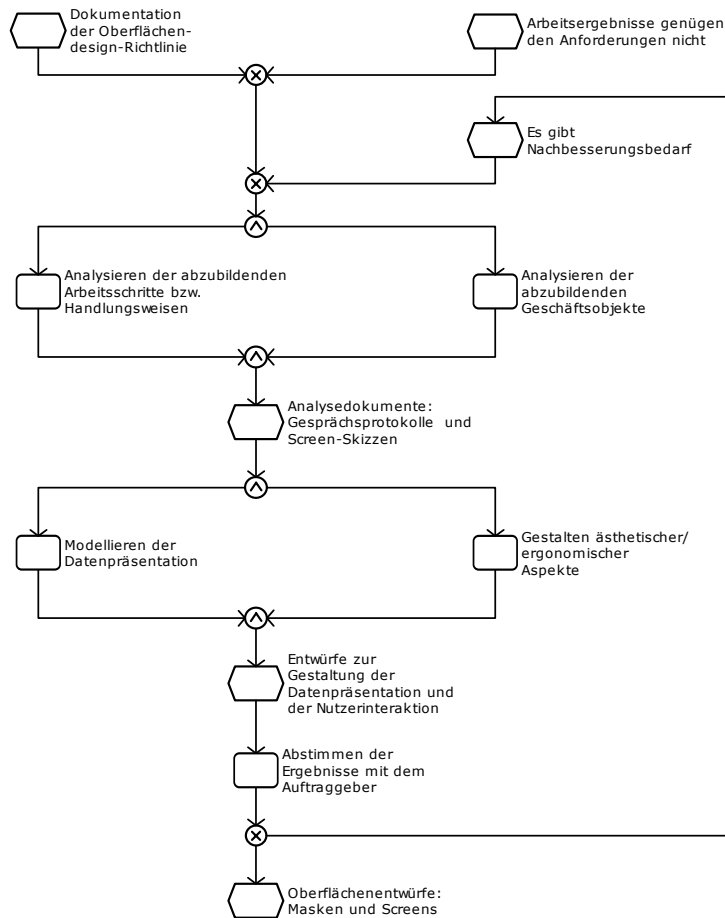 Dokumentation
der Oberflächen-
design-Richtlinie
Arbeitsergebnisse genügen
den Anforderungen nicht
Es gibt
Nachbesserungsbedarf
Analysieren der abzubildenden
Arbeitsschritte bzw.
Handlungsweisen
Analysieren der
abzubildenden
Geschäftsobjekte
Analysedokumente:
Gesprächsprotokolle und
Screen-Skizzen
Modellieren der
Datenpräsentation
Gestalten ästhetischer/
ergonomischer
Aspekte
Entwürfe zur
Gestaltung der
Datenpräsentation und
der Nutzerinteraktion
Abstimmen der
Ergebnisse mit dem
Auftraggeber
Oberflächenentwürfe:
Masken und Screens